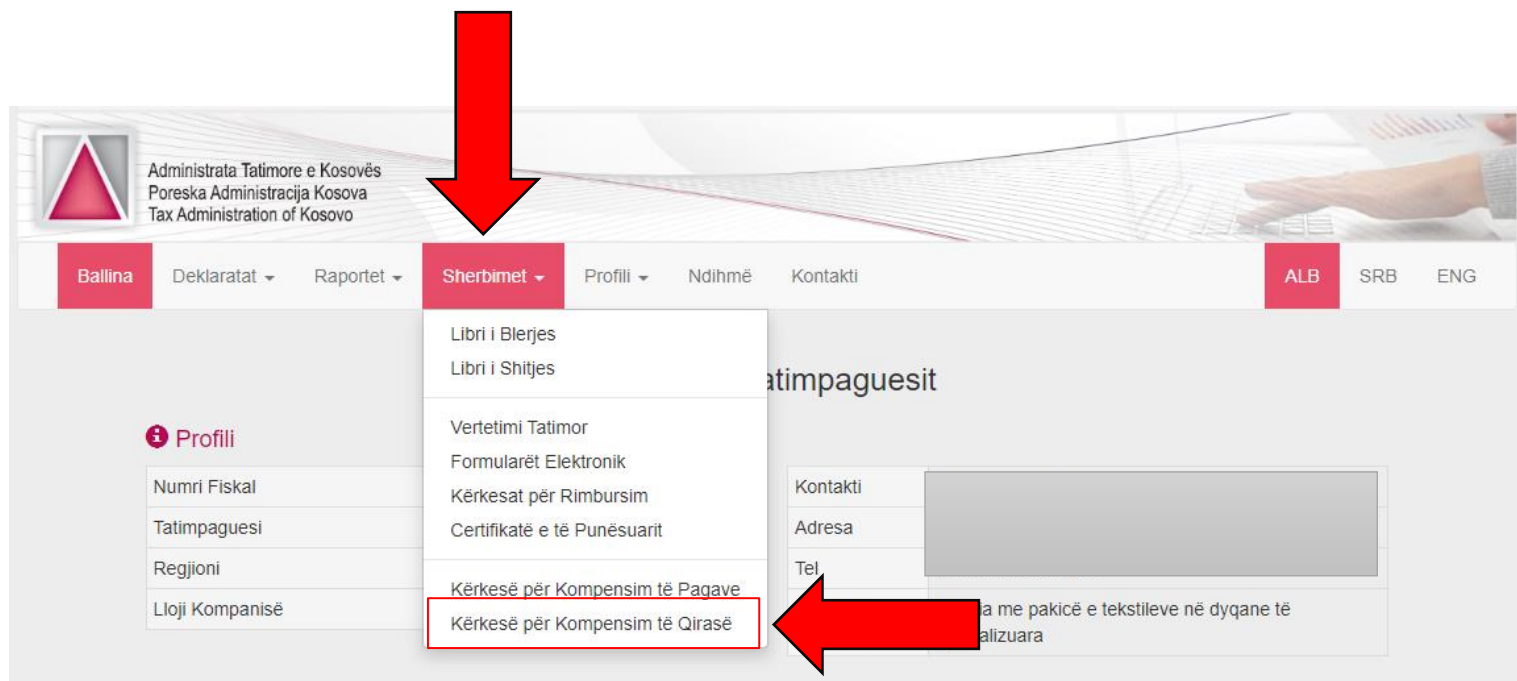 Administrata Tatimore e Kosovës
Poreska Administracija Kosova
Tax Administration of Kosovo
Ballina Deklaratat Raportet Sherbimet Profili Ndihmë Kontakti ALB SRB ENG
Libri i Blerjes
Libri i Shitjes
Vertetimi Tatimor
Formularët Elektronik
Kërkesat për Rimbursim
Certifikatë e të Punësuarit
Kërkesë për Kompensim të Pagave
Kërkesë për Kompensim të Qirasë
Profili
Numri Fiskal
Tatimpaguesi
Regjioni
Lloji Kompanisë
Kontakti
Adresa
Tel
me pakicë e tekstileve në dyqane të